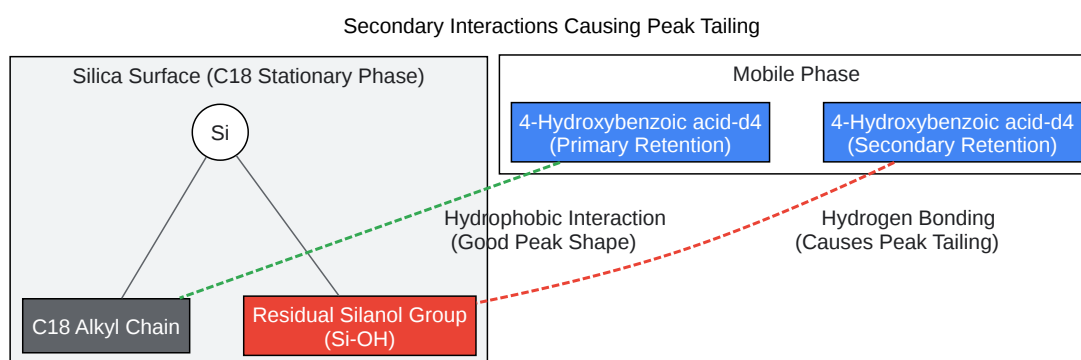 Secondary Interactions Causing Peak Tailing
Silica Surface (C18 Stationary Phase)
Si
C18 Alkyl Chain
Residual Silanol Group
(Si-OH)
Mobile Phase
4-Hydroxybenzoic acid-d4
(Primary Retention)
4-Hydroxybenzoic acid-d4
(Secondary Retention)
Hydrophobic Interaction
(Good Peak Shape)
Hydrogen Bonding
(Causes Peak Tailing)